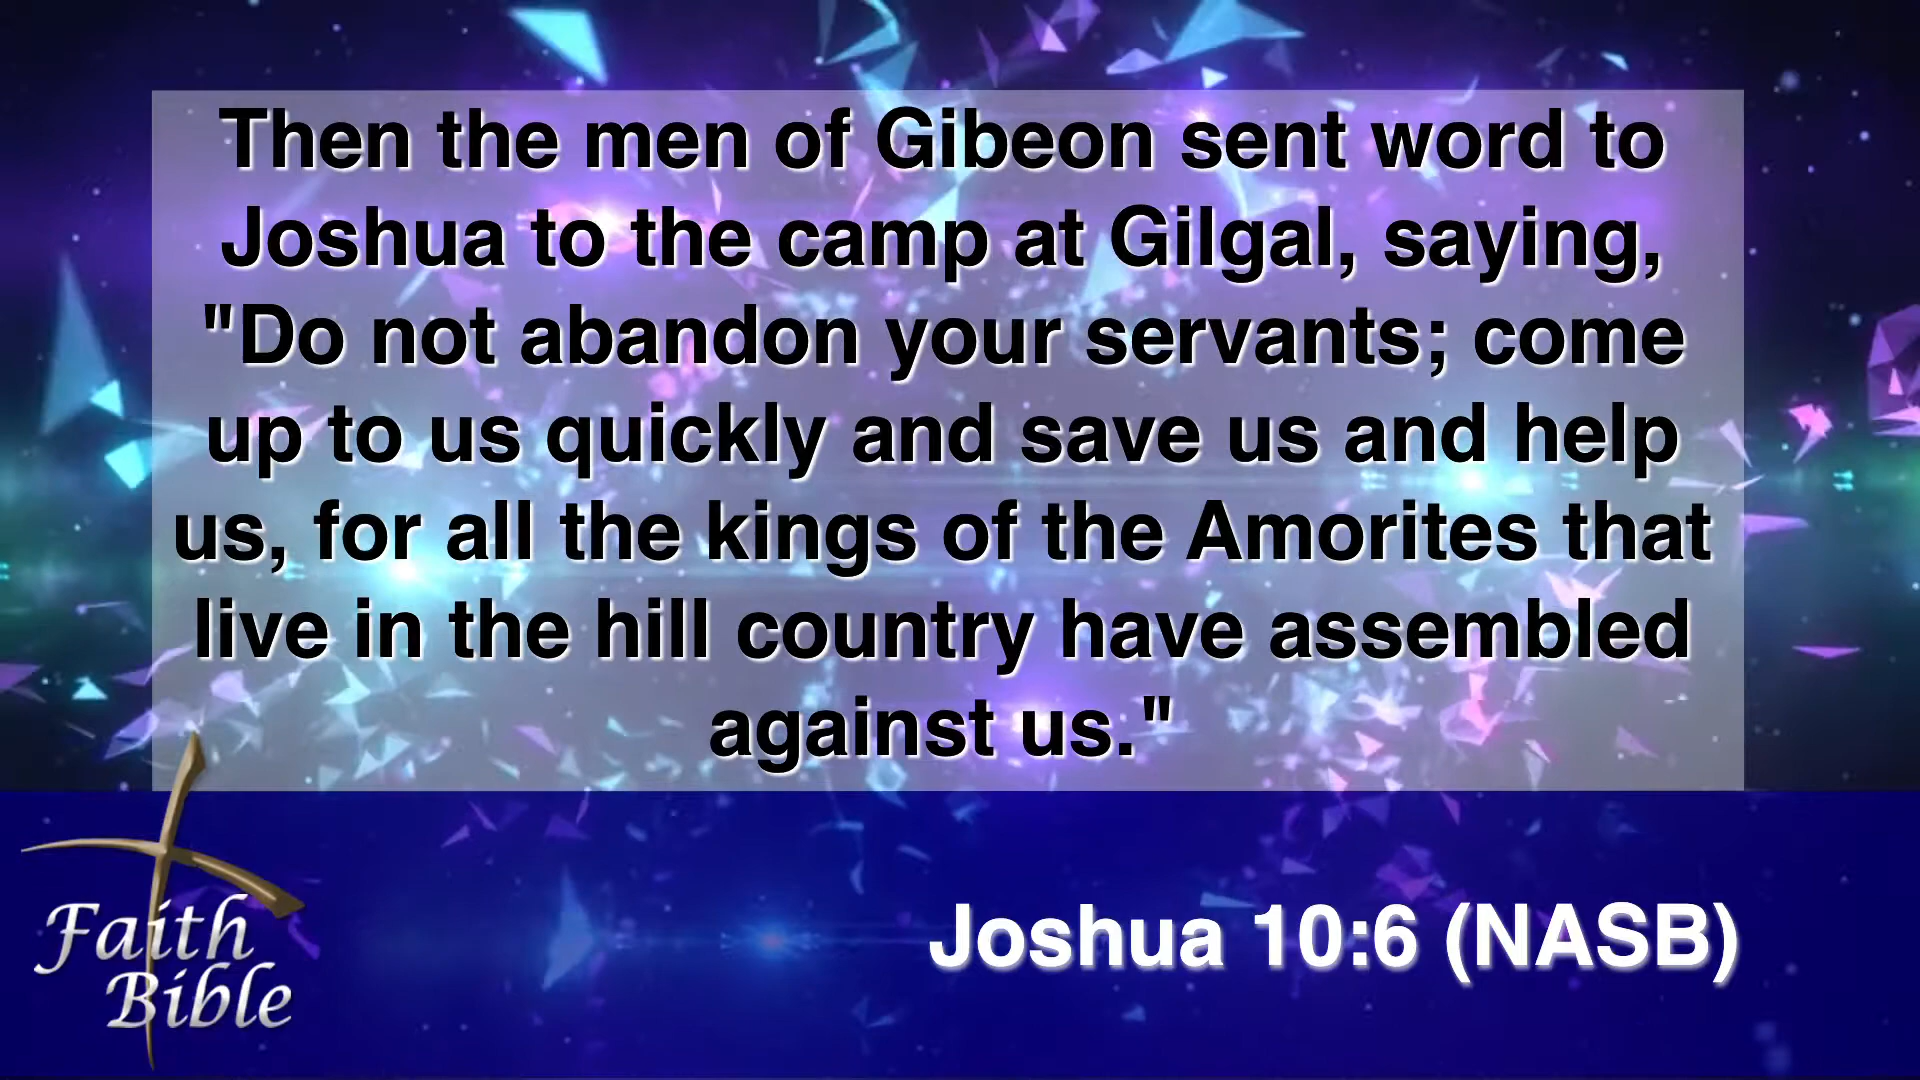 Then the men of Gibeon sent word to
Joshua to the camp at Gilgal, saying,
"Do not abandon your servants; come
up to us quickly and save us and help
us, for all the kings of the Amorites that
live in the hill country have assembled
against us."
Joshua 10:6 (NASB)
Faith
Bible